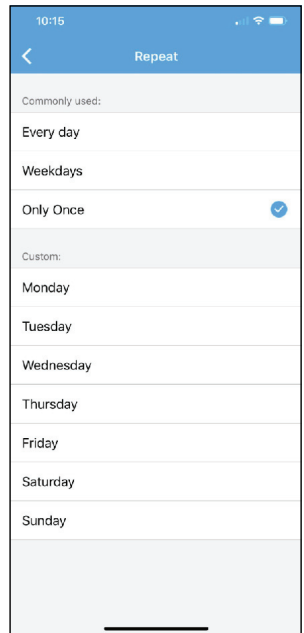 10:15
Repeat
Commonly used:
Every day
Weekdays
Only Once
Custom:
Monday
Tuesday
Wednesday
Thursday
Friday
Saturday
Sunday